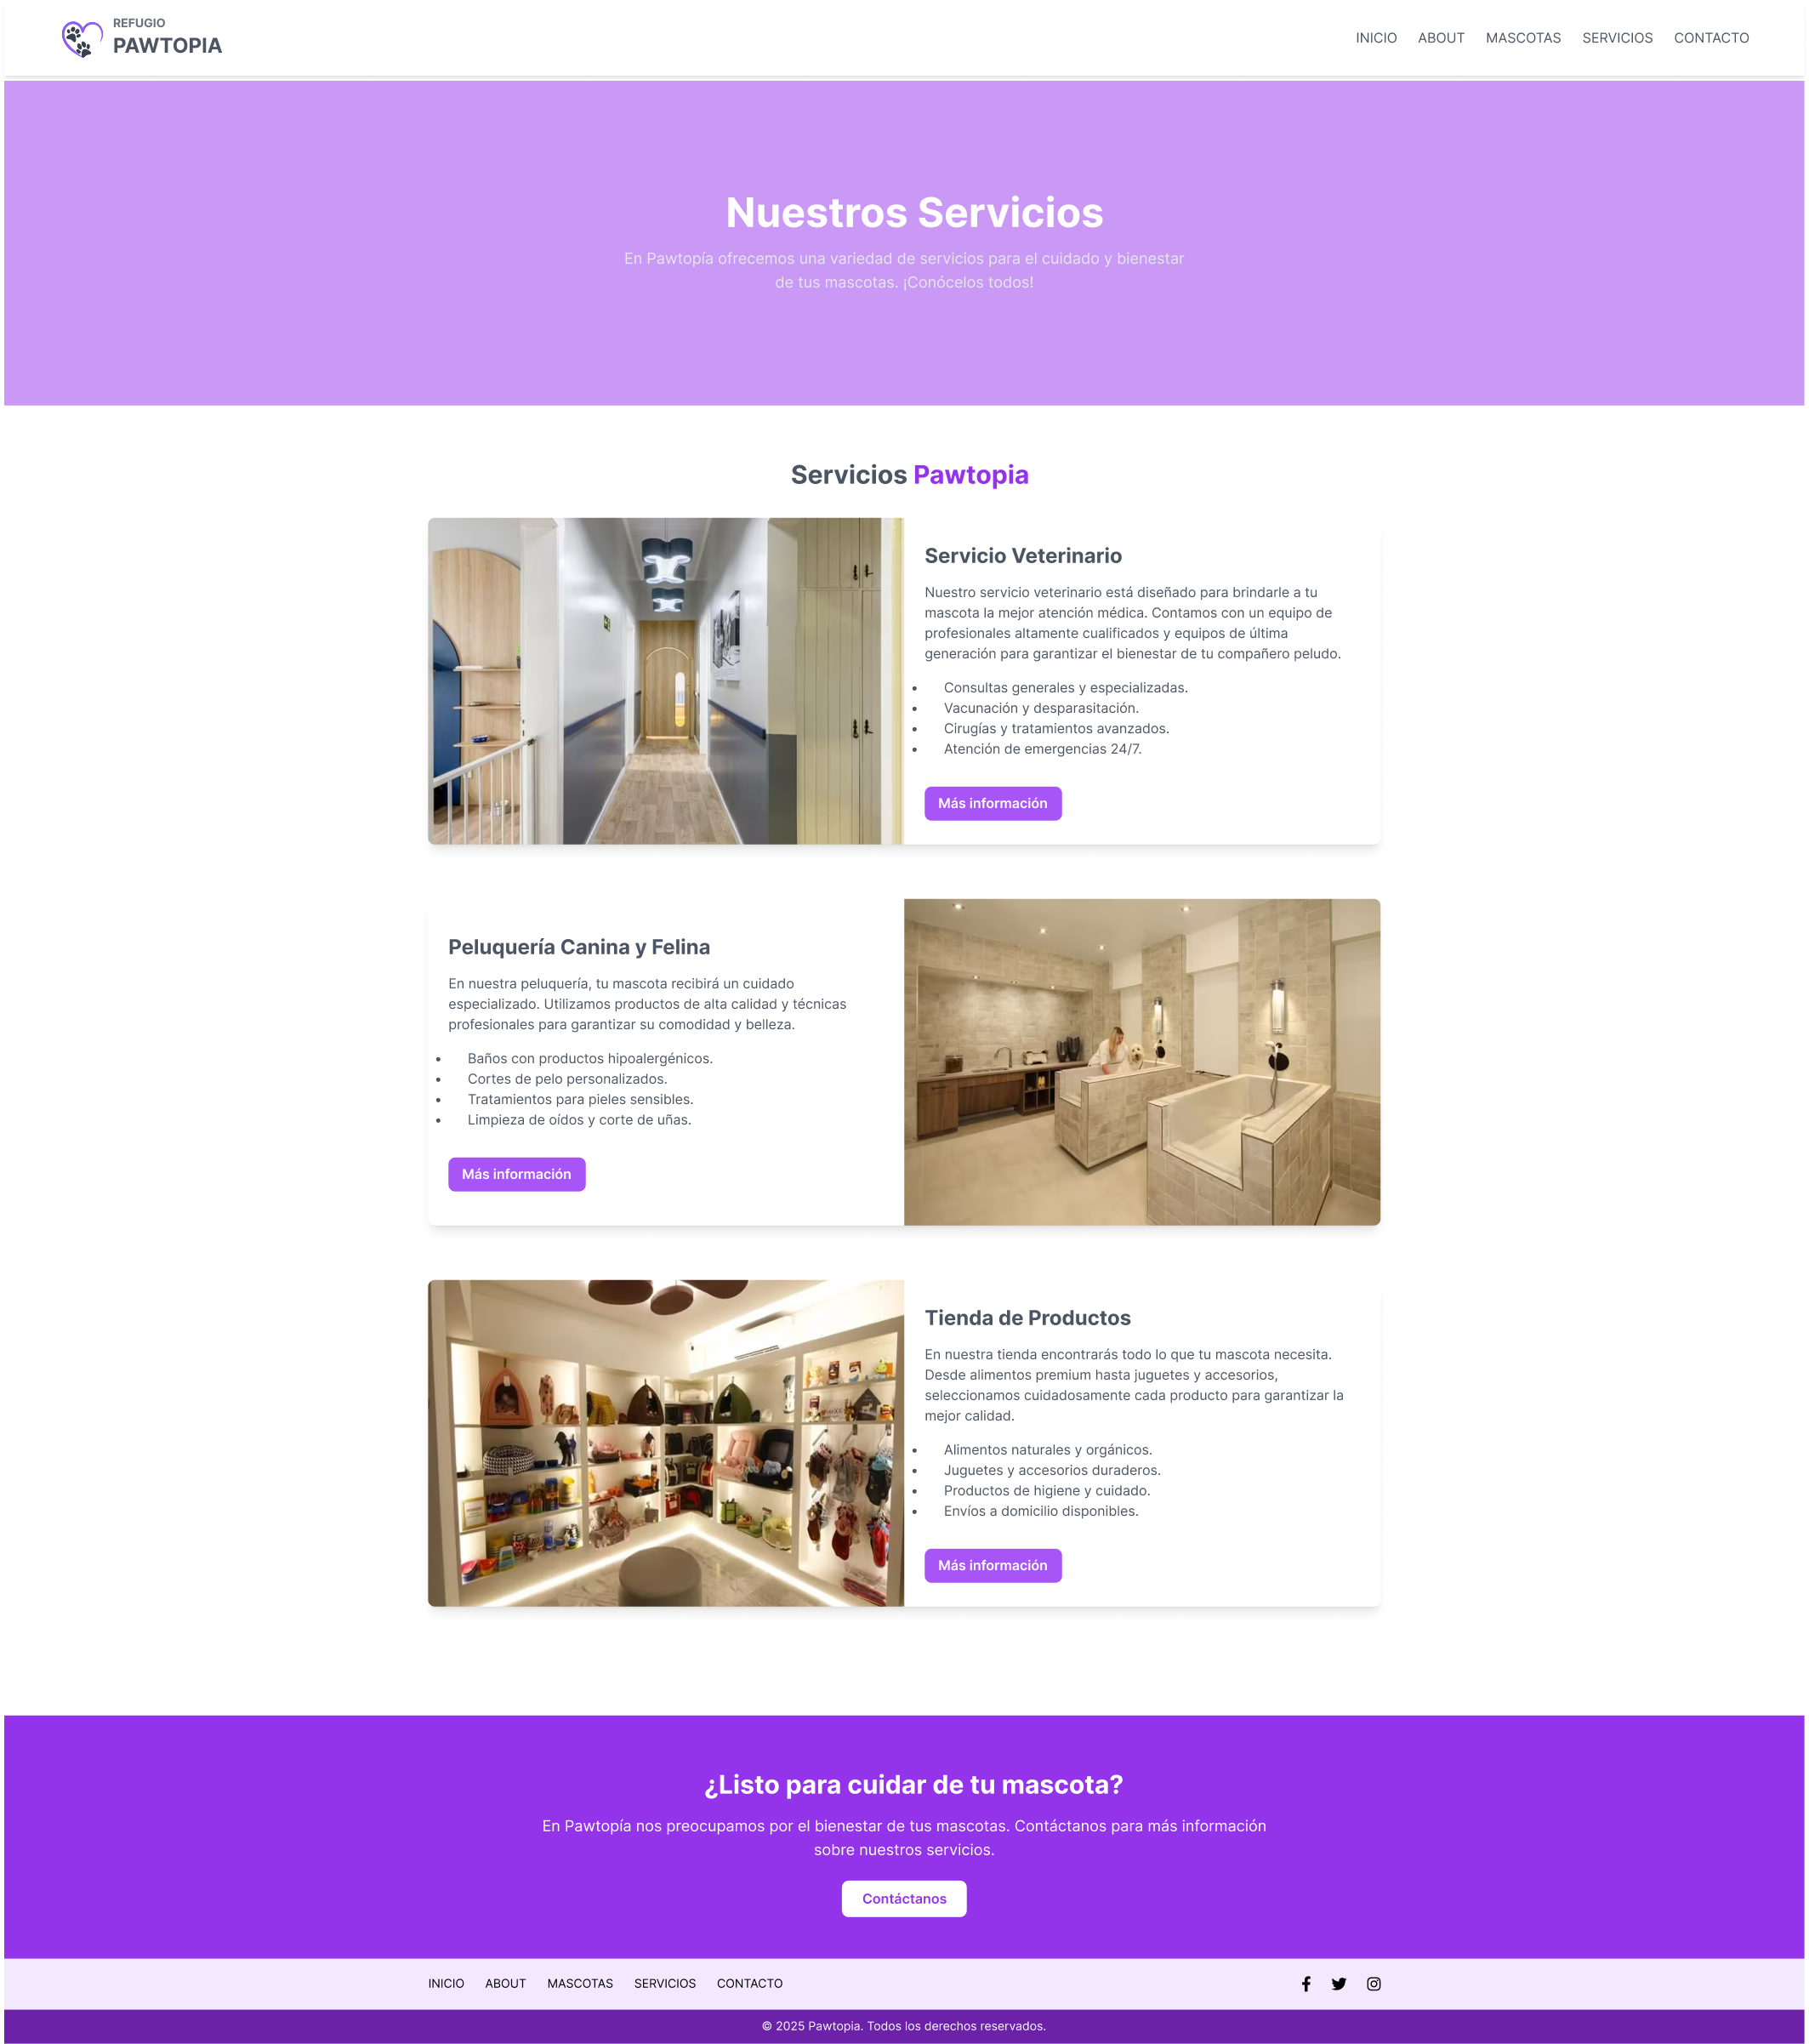 REFUGIO
PAWTOPIA
INICIO ABOUT MASCOTAS SERVICIOS CONTACTO
Nuestros Servicios
En Pawtopía ofrecemos una variedad de servicios para el cuidado y bienestar
de tus mascotas. ¡Conócelos todos!
Servicios Pawtopia
Servicio Veterinario
Nuestro servicio veterinario está diseñado para brindarle a tu
mascota la mejor atención médica. Contamos con un equipo de
profesionales altamente cualificados y equipos de última
generación para garantizar el bienestar de tu compañero peludo.
• Consultas generales y especializadas.
• Vacunación y desparasitación.
• Cirugías y tratamientos avanzados.
• Atención de emergencias 24/7.
Más información
Peluquería Canina y Felina
En nuestra peluquería, tu mascota recibirá un cuidado
especializado. Utilizamos productos de alta calidad y técnicas
profesionales para garantizar su comodidad y belleza.
• Baños con productos hipoalergénicos.
• Cortes de pelo personalizados.
• Tratamientos para pieles sensibles.
• Limpieza de oídos y corte de uñas.
Más información
Tienda de Productos
En nuestra tienda encontrarás todo lo que tu mascota necesita.
Desde alimentos premium hasta juguetes y accesorios,
seleccionamos cuidadosamente cada producto para garantizar la
mejor calidad.
• Alimentos naturales y orgánicos.
• Juguetes y accesorios duraderos.
• Productos de higiene y cuidado.
• Envíos a domicilio disponibles.
Más información
¿Listo para cuidar de tu mascota?
En Pawtopía nos preocupamos por el bienestar de tus mascotas. Contáctanos para más información
sobre nuestros servicios.
Contáctanos
INICIO ABOUT MASCOTAS SERVICIOS CONTACTO
© 2025 Pawtopia. Todos los derechos reservados.